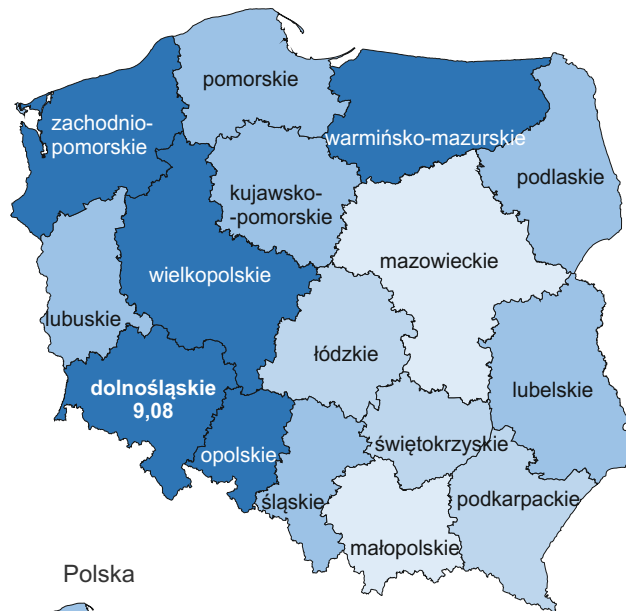 pomorskie
zachodnio-
pomorskie
warmińsko-mazurskie
podlaskie
kujawsko-
-pomorskie
mazowieckie
wielkopolskie
lubuskie
łódzkie
dolnośląskie
9,08
lubelskie
opolskie
świętokrzyskie
śląskie
podkarpackie
małopolskie
Polska